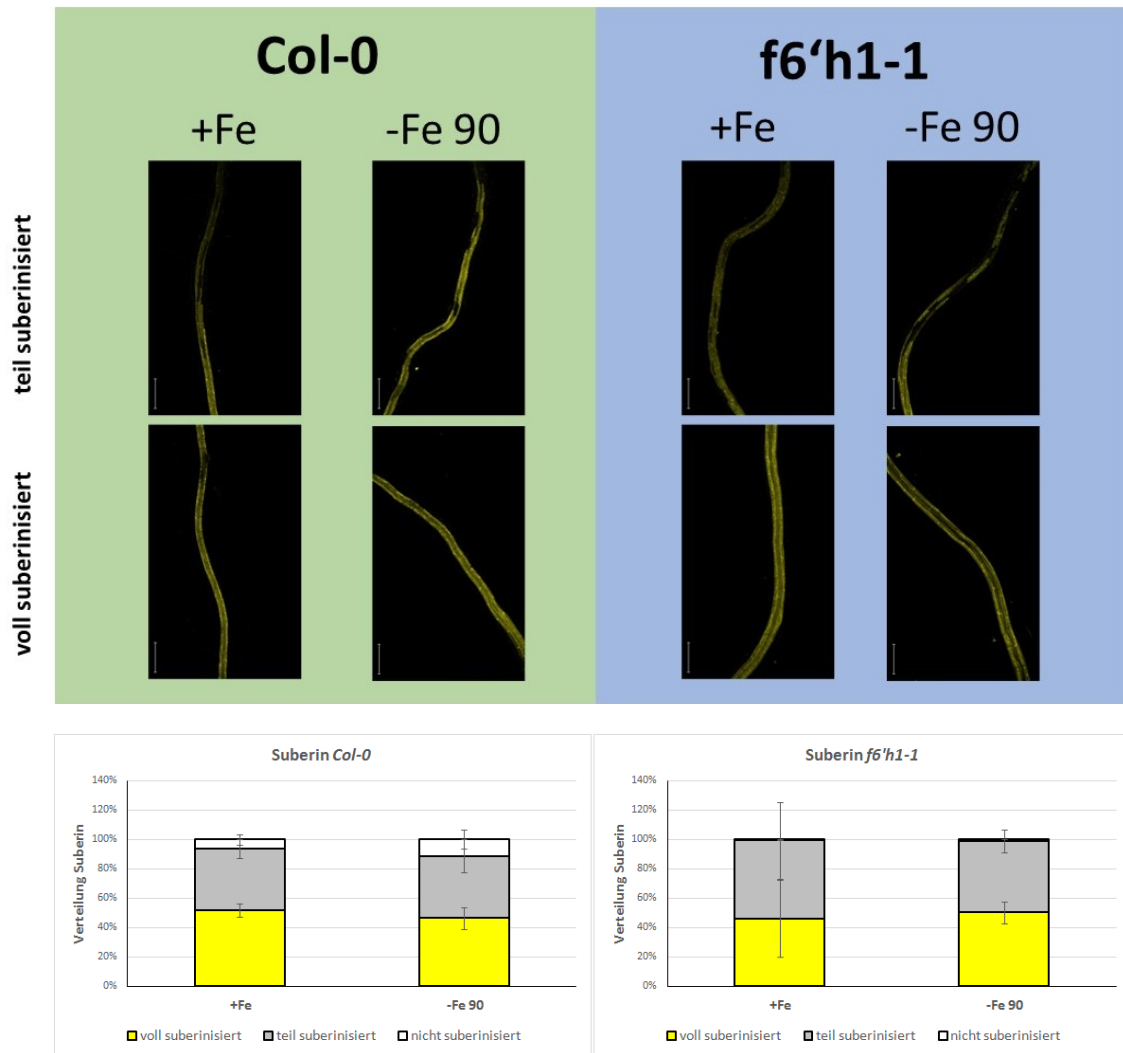 Col-0
f6‘h1-1
+Fe
-Fe 90
+Fe
-Fe 90
teil suberinisiert
voll suberinisiert
Suberin Col-0
140%
120%
100%
80%
60%
40%
20%
0%
Verteilung Suberin
+Fe
-Fe 90
voll suberinisiert
teil suberinisiert
nicht suberinisiert
Suberin f6'h1-1
140%
120%
100%
80%
60%
40%
20%
0%
Verteilung Suberin
+Fe
-Fe 90
voll suberinisiert
teil suberinisiert
nicht suberinisiert